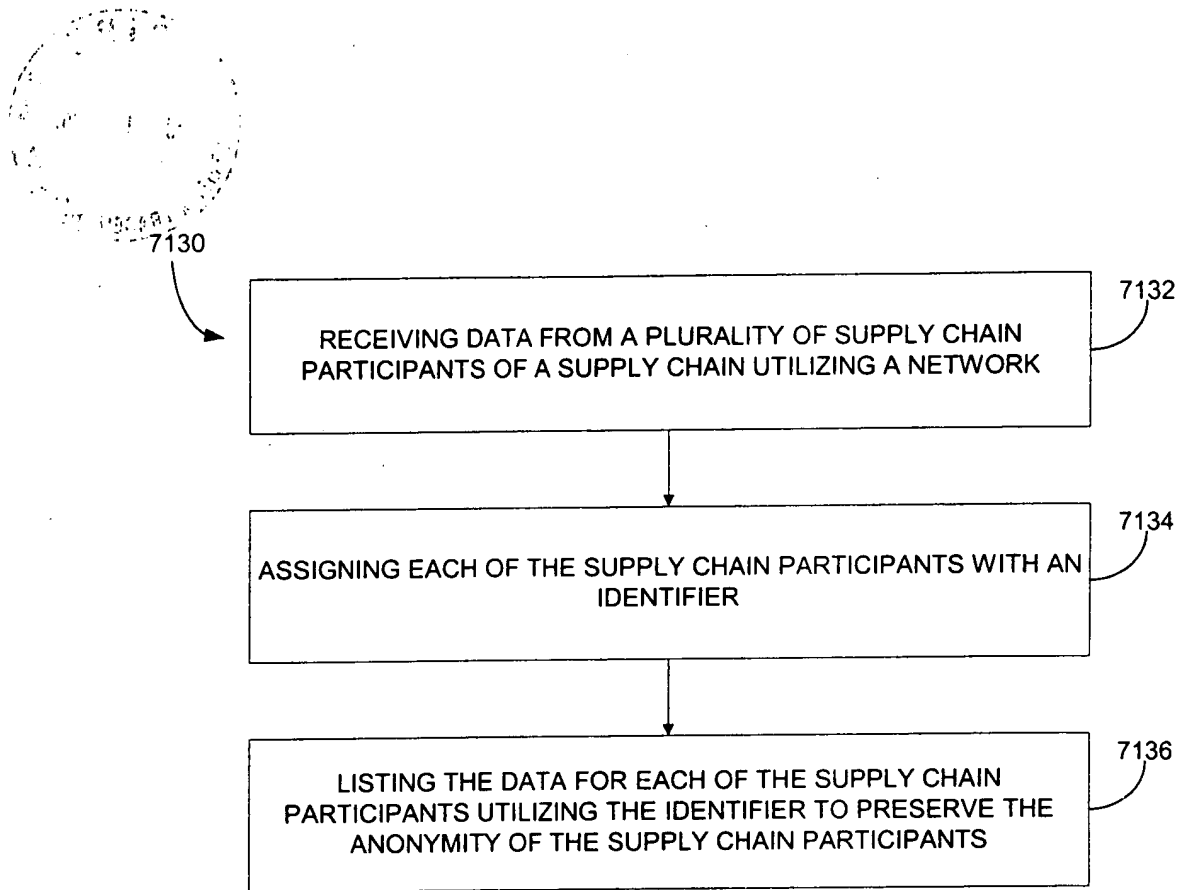 7130
7132
RECEIVING DATA FROM A PLURALITY OF SUPPLY CHAIN
PARTICIPANTS OF A SUPPLY CHAIN UTILIZING A NETWORK
7134
ASSIGNING EACH OF THE SUPPLY CHAIN PARTICIPANTS WITH AN
IDENTIFIER
7136
LISTING THE DATA FOR EACH OF THE SUPPLY CHAIN
PARTICIPANTS UTILIZING THE IDENTIFIER TO PRESERVE THE
ANONYMITY OF THE SUPPLY CHAIN PARTICIPANTS